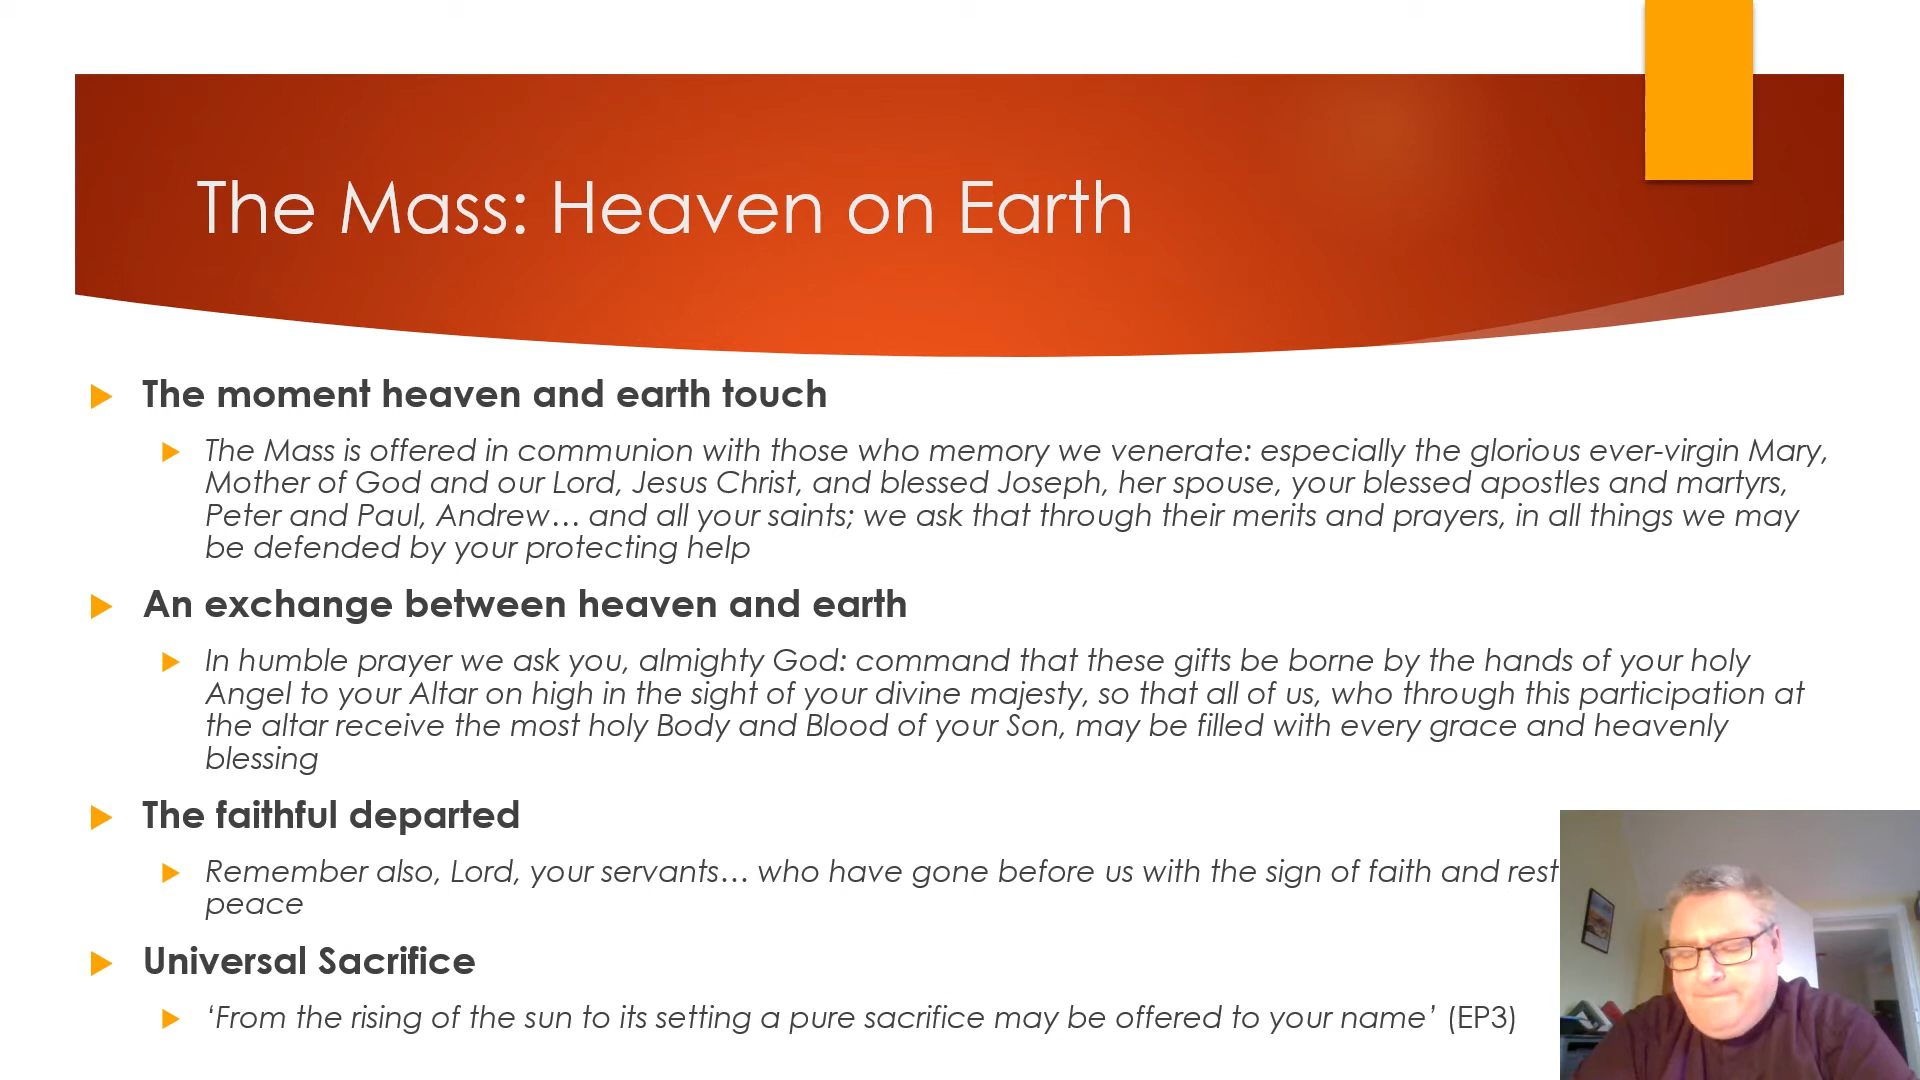 The Mass: Heaven on Earth
The moment heaven and earth touch
The Mass is offered in communion with those who memory we venerate: especially the glorious ever-virgin Mary,
Mother of God and our Lord, Jesus Christ, and blessed Joseph, her spouse, your blessed apostles and martyrs,
Peter and Paul, Andrew… and all your saints; we ask that through their merits and prayers, in all things we may
be defended by your protecting help
An exchange between heaven and earth
In humble prayer we ask you, almighty God: command that these gifts be borne by the hands of your holy
Angel to your Altar on high in the sight of your divine majesty, so that all of us, who through this participation at
the altar receive the most holy Body and Blood of your Son, may be filled with every grace and heavenly
blessing
The faithful departed
Remember also, Lord, your servants… who have gone before us with the sign of faith and rest
peace
Universal Sacrifice
‘From the rising of the sun to its setting a pure sacrifice may be offered to your name’ (EP3)